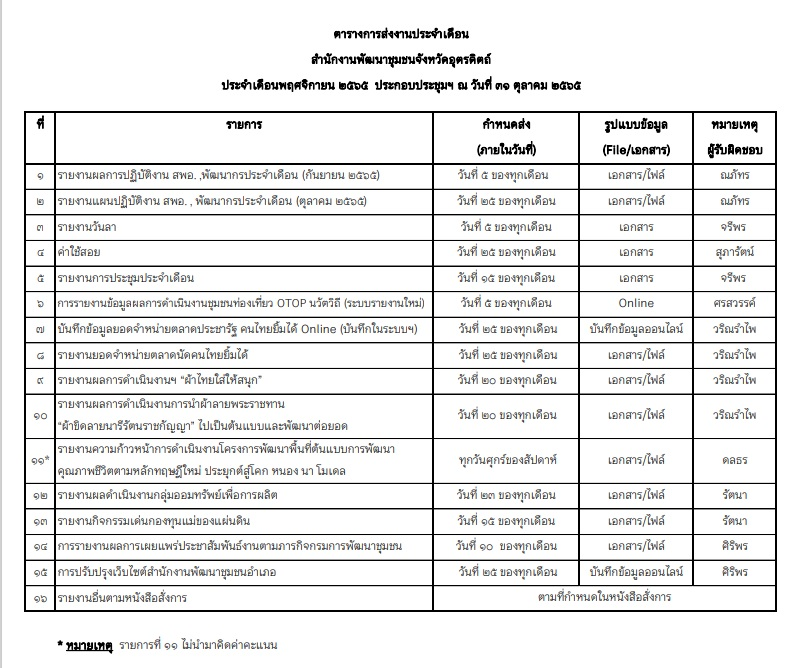 ตารางการส่งงานประจำเดือน
สำนักงานพัฒนาชุมชนจังหวัดอุตรดิตถ์
ประจำเดือนพฤศจิกายน ๒๕๖๕ ประกอบประชุมฯ ณ วันที่ ๓๑ ตุลาคม ๒๕๖๕
ที่ รายการ กำหนดส่ง (ภายในวันที่) รูปแบบข้อมูล (File/เอกสาร) หมายเหตุ ผู้รับผิดชอบ
๑ รายงานผลการปฏิบัติงาน สพอ. ,พัฒนากรประจำเดือน (กันยายน ๒๕๖๕) วันที่ ๕ ของทุกเดือน เอกสาร/ไฟล์ ณภัทร
๒ รายงานแผนปฏิบัติงาน สพอ. , พัฒนากรประจำเดือน (ตุลาคม ๒๕๖๕) วันที่ ๒๕ ของทุกเดือน เอกสาร/ไฟล์ ณภัทร
๓ รายงานวันลา วันที่ ๕ ของทุกเดือน เอกสาร จรีพร
๔ ค่าใช้สอย วันที่ ๒๕ ของทุกเดือน เอกสาร สุภารัตน์
๕ รายงานการประชุมประจำเดือน วันที่ ๑๕ ของทุกเดือน เอกสาร จรีพร
๖ การรายงานข้อมูลผลการดำเนินงานชุมชนท่องเที่ยว OTOP นวัตวิถี (ระบบรายงานใหม่) วันที่ ๕ ของทุกเดือน Online ศรสวรรค์
๗ บันทึกข้อมูลยอดจำหน่ายตลาดประชารัฐ คนไทยยิ้มได้ Online (บันทึกในระบบฯ) วันที่ ๒๕ ของทุกเดือน บันทึกข้อมูลออนไลน์ วริณรำไพ
๘ รายงานยอดจำหน่ายตลาดนัดคนไทยยิ้มได้ วันที่ ๒๕ ของทุกเดือน เอกสาร/ไฟล์ วริณรำไพ
๙ รายงานผลการดำเนินงานฯ “ผ้าไทยใส่ให้สนุก” วันที่ ๒๐ ของทุกเดือน เอกสาร/ไฟล์ วริณรำไพ
๑๐ รายงานผลการดำเนินงานการนำผ้าลายพระราชทาน
“ผ้าขิดลายนารีรัตนราชกัญญา” ไปเป็นต้นแบบและพัฒนาต่อยอด วันที่ ๒๐ ของทุกเดือน เอกสาร/ไฟล์ วริณรำไพ
๑๑* รายงานความก้าวหน้าการดำเนินงานโครงการพัฒนาพื้นที่ต้นแบบการพัฒนา
คุณภาพชีวิตตามหลักทฤษฎีใหม่ ประยุกต์สู่โคก หนอง นา โมเดล ทุกวันศุกร์ของสัปดาห์ เอกสาร/ไฟล์ ดลธร
๑๒ รายงานผลดำเนินงานกลุ่มออมทรัพย์เพื่อการผลิต วันที่ ๒๓ ของทุกเดือน เอกสาร/ไฟล์ รัตนา
๑๓ รายงานกิจกรรมเด่นกองทุนแม่ของแผ่นดิน วันที่ ๑๕ ของทุกเดือน เอกสาร/ไฟล์ รัตนา
๑๔ การรายงานผลการเผยแพร่ประชาสัมพันธ์งานตามภารกิจกรมการพัฒนาชุมชน วันที่ ๑๐ ของทุกเดือน เอกสาร/ไฟล์ ศิริพร
๑๕ การปรับปรุงเว็บไซต์สำนักงานพัฒนาชุมชนอำเภอ วันที่ ๒๕ ของทุกเดือน บันทึกข้อมูลออนไลน์ ศิริพร
๑๖ รายงานอื่นตามหนังสือสั่งการ ตามที่กำหนดในหนังสือสั่งการ
* หมายเหตุ รายการที่ ๑๑ ไม่นำมาคิดค่าคะแนน